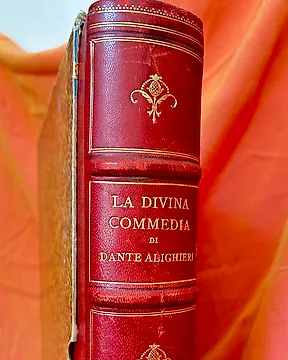 LA DIVINA
COMMEDIA
DI
DANTE ALIGHIERI